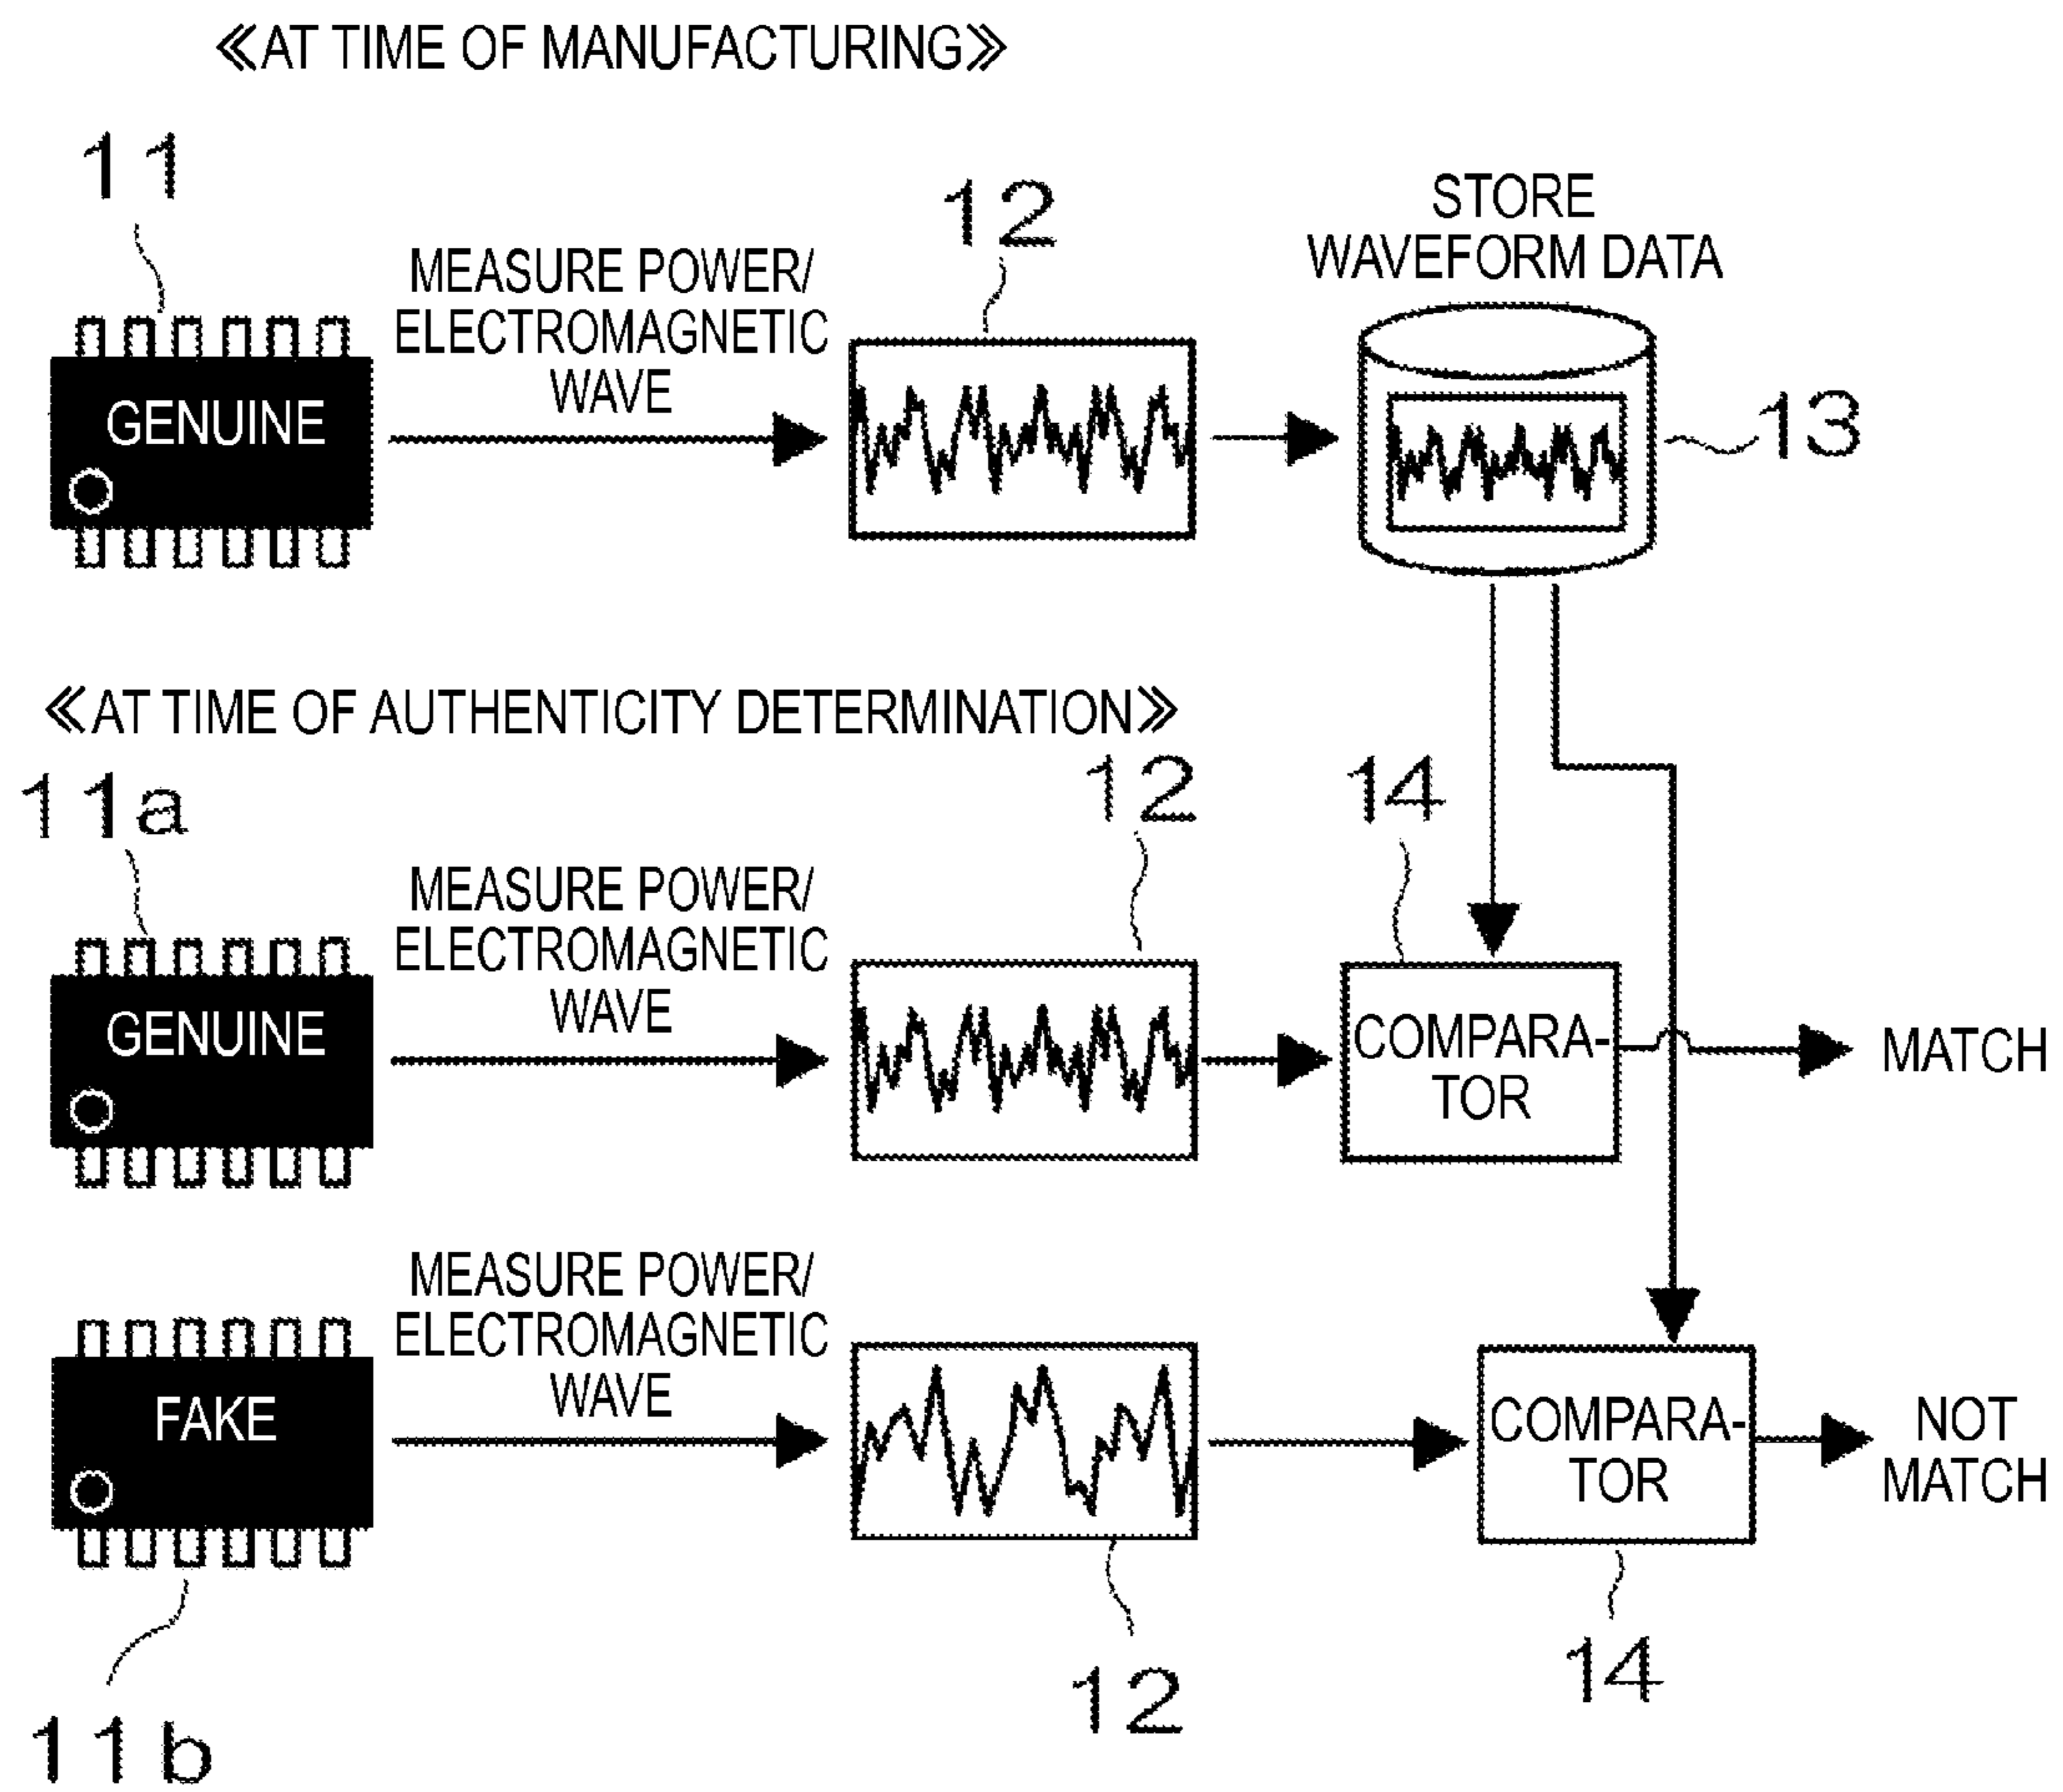 ≪AT TIME OF MANUFACTURING≫
11
12
STORE
WAVEFORM DATA
MEASURE POWER/
ELECTROMAGNETIC
WAVE
GENUINE
13
≪AT TIME OF AUTHENTICITY DETERMINATION≫
11a
12
14
MEASURE POWER/
ELECTROMAGNETIC
WAVE
GENUINE
COMPARA-
TOR
MATCH
MEASURE POWER/
ELECTROMAGNETIC
WAVE
FAKE
COMPARA-
TOR
NOT
MATCH
11b
12
14